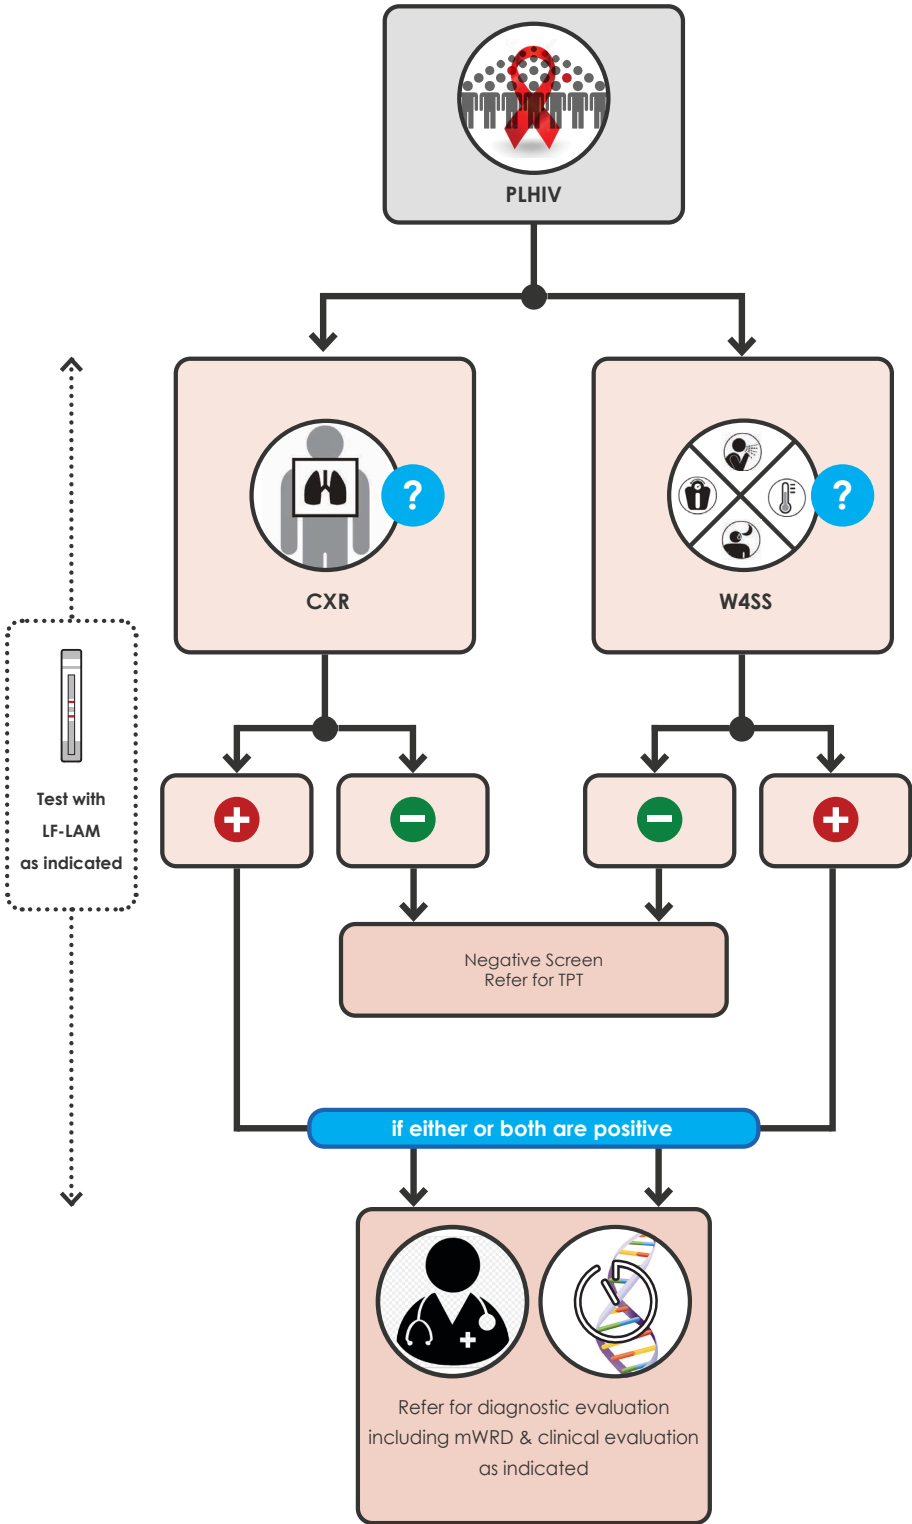 PLHIV
?
?
CXR
W4SS
Test with
LF-LAM
as indicated
Negative Screen
Refer for TPT
if either or both are positive
Refer for diagnostic evaluation
including mWRD & clinical evaluation
as indicated